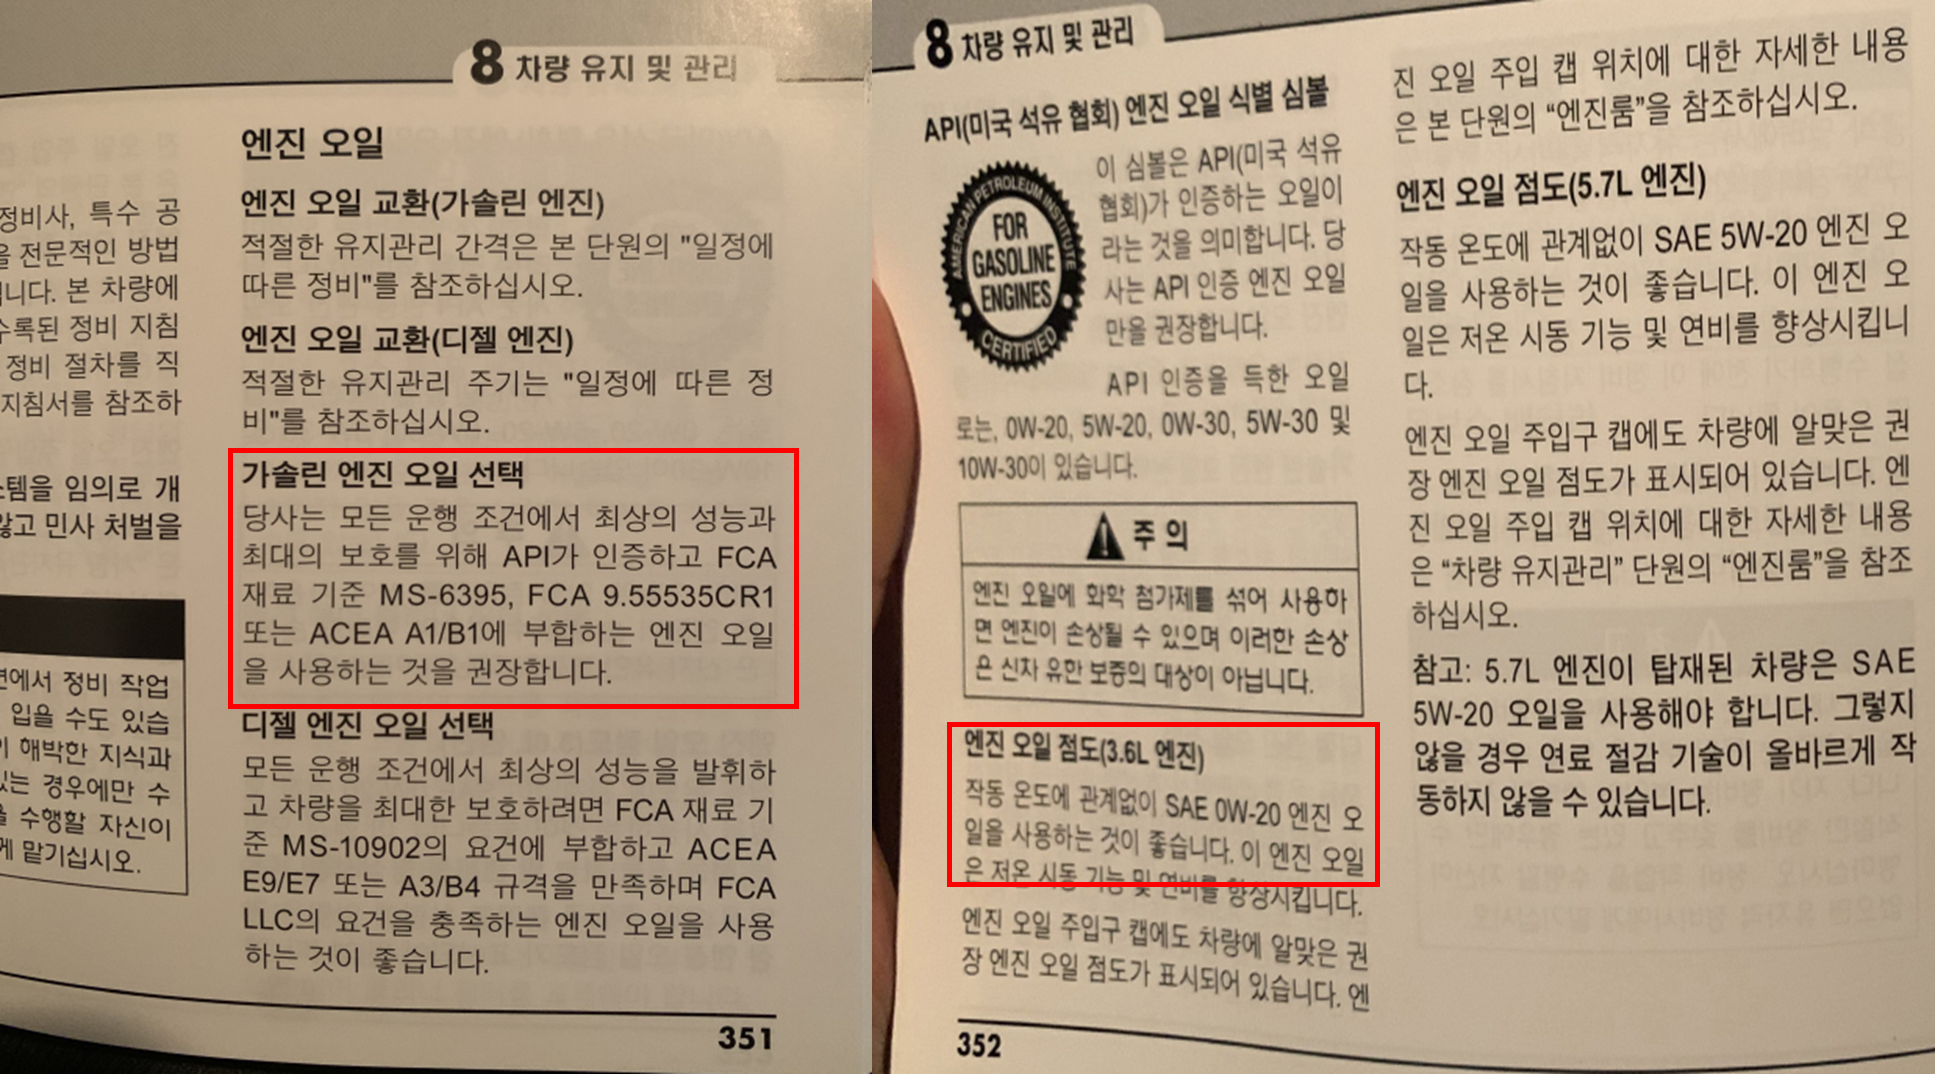 8 차량 유지 및 관리
정비사, 특수 공
전문적인 방법
니다. 본 차량에
수록된 정비 지침
정비 절차를 직
지침서를 참조하
템을 임의로 개
않고 민사 처벌을
에서 정비 작업
입을 수도 있습
해박한 지식과
있는 경우에만 수
수행할 자신이
게 맡기십시오.
엔진 오일
엔진 오일 교환(가솔린 엔진)
적절한 유지관리 간격은 본 단원의 "일정에
따른 정비"를 참조하십시오.
엔진 오일 교환(디젤 엔진)
적절한 유지관리 주기는 "일정에 따른 정
비"를 참조하십시오.
가솔린 엔진 오일 선택
당사는 모든 운행 조건에서 최상의 성능과
최대의 보호를 위해 API가 인증하고 FCA
재료 기준 MS-6395, FCA 9.55535CR1
또는 ACEA A1/B1에 부합하는 엔진 오일
을 사용하는 것을 권장합니다.
디젤 엔진 오일 선택
모든 운행 조건에서 최상의 성능을 발휘하
고 차량을 최대한 보호하려면 FCA 재료 기
준 MS-10902의 요건에 부합하고 ACEA
E9/E7 또는 A3/B4 규격을 만족하며 FCA
LLC의 요건을 충족하는 엔진 오일을 사용
하는 것이 좋습니다.
351
8 차량 유지 및 관리
API(미국 석유 협회) 엔진 오일 식별 심볼
AMERICAN PETROLEUM INSTITUTE
FOR
GASOLINE
ENGINES
CERTIFIED
이 심볼은 API(미국 석유
협회)가 인증하는 오일이
라는 것을 의미합니다. 당
사는 API 인증 엔진 오일
만을 권장합니다.
API 인증을 득한 오일
로는, 0W-20, 5W-20, 0W-30, 5W-30 및
10W-30이 있습니다.
주 의
엔진 오일에 화학 첨가제를 섞어 사용하
면 엔진이 손상될 수 있으며 이러한 손상
은 신차 유한 보증의 대상이 아닙니다.
엔진 오일 점도(3.6L 엔진)
작동 온도에 관계없이 SAE 0W-20 엔진 오
일을 사용하는 것이 좋습니다. 이 엔진 오일
은 저온 시동 기능 및 연비를 향상시킵니다.
엔진 오일 주입구 캡에도 차량에 알맞은 권
장 엔진 오일 점도가 표시되어 있습니다. 엔
352
진 오일 주입 캡 위치에 대한 자세한 내용
은 본 단원의 “엔진룸”을 참조하십시오.
엔진 오일 점도(5.7L 엔진)
작동 온도에 관계없이 SAE 5W-20 엔진 오
일을 사용하는 것이 좋습니다. 이 엔진 오
일은 저온 시동 기능 및 연비를 향상시킵니
다.
엔진 오일 주입구 캡에도 차량에 알맞은 권
장 엔진 오일 점도가 표시되어 있습니다. 엔
진 오일 주입 캡 위치에 대한 자세한 내용
은 “차량 유지관리” 단원의 “엔진룸”을 참조
하십시오.
참고: 5.7L 엔진이 탑재된 차량은 SAE
5W-20 오일을 사용해야 합니다. 그렇지
않을 경우 연료 절감 기술이 올바르게 작
동하지 않을 수 있습니다.